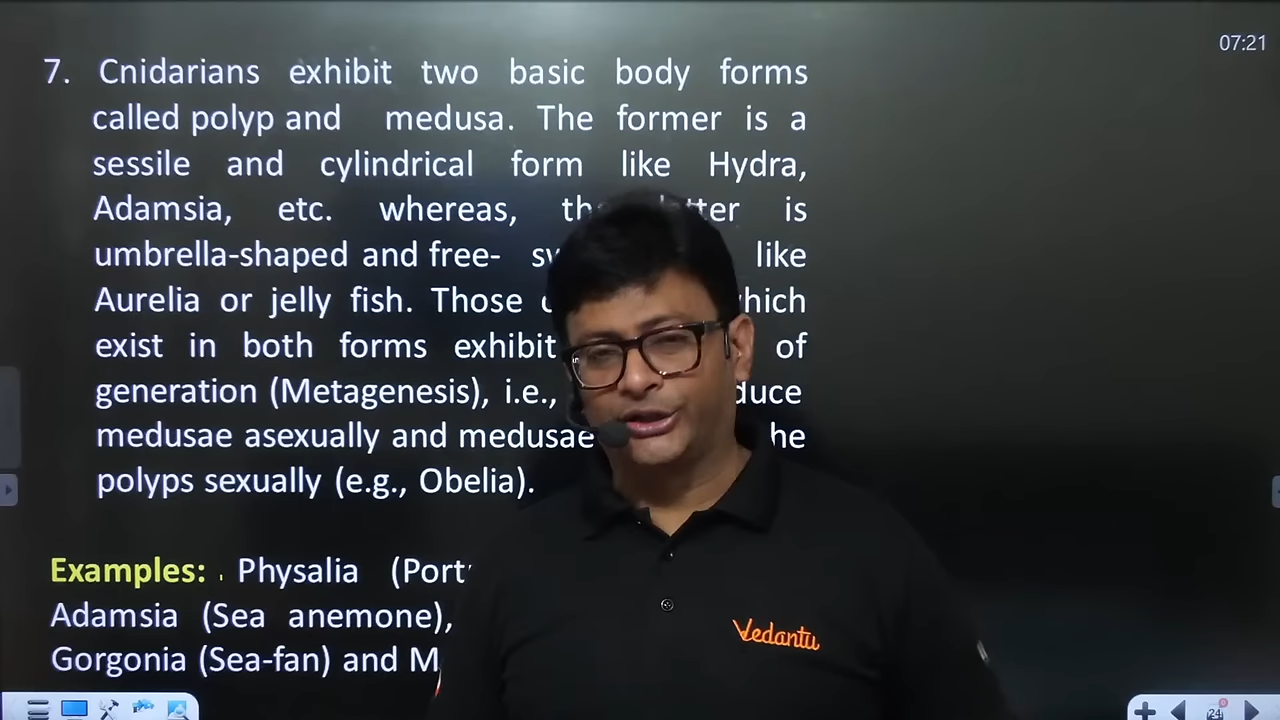 07:21
7. Cnidarians exhibit two basic body forms
called polyp and medusa. The former is a
sessile and cylindrical form like Hydra,
Adamsia, etc. whereas, is
umbrella-shaped and free- like
Aurelia or jelly fish. Those
exist in both forms exhibit of
generation (Metagenesis), i.e.,
medusae asexually and medusae
polyps sexually (e.g., Obelia).
Examples: Physalia
Adamsia (Sea anemone),
Gorgonia (Sea-fan) and
Vedantu
24